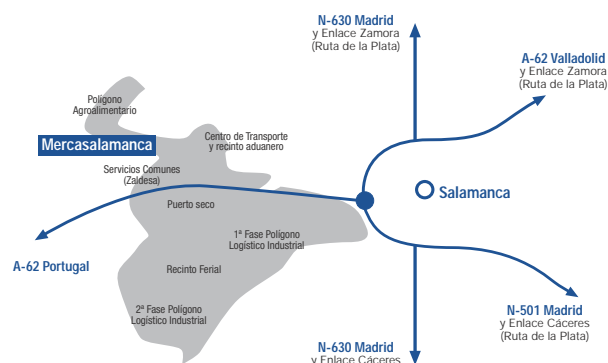 N-630 Madrid
y Enlace Zamora
(Ruta de la Plata)
A-62 Valladolid
y Enlace Zamora
(Ruta de la Plata)
Polígono
Agroalimentario
Mercasalamanca
Centro de Transporte
y recinto aduanero
Servicios Comunes
(Zaldesa)
Salamanca
Puerto seco
1ª Fase Polígono
Logístico Industrial
A-62 Portugal
Recinto Ferial
2ª Fase Polígono
Logístico Industrial
N-501 Madrid
y Enlace Cáceres
(Ruta de la Plata)
N-630 Madrid
y Enlace Cáceres